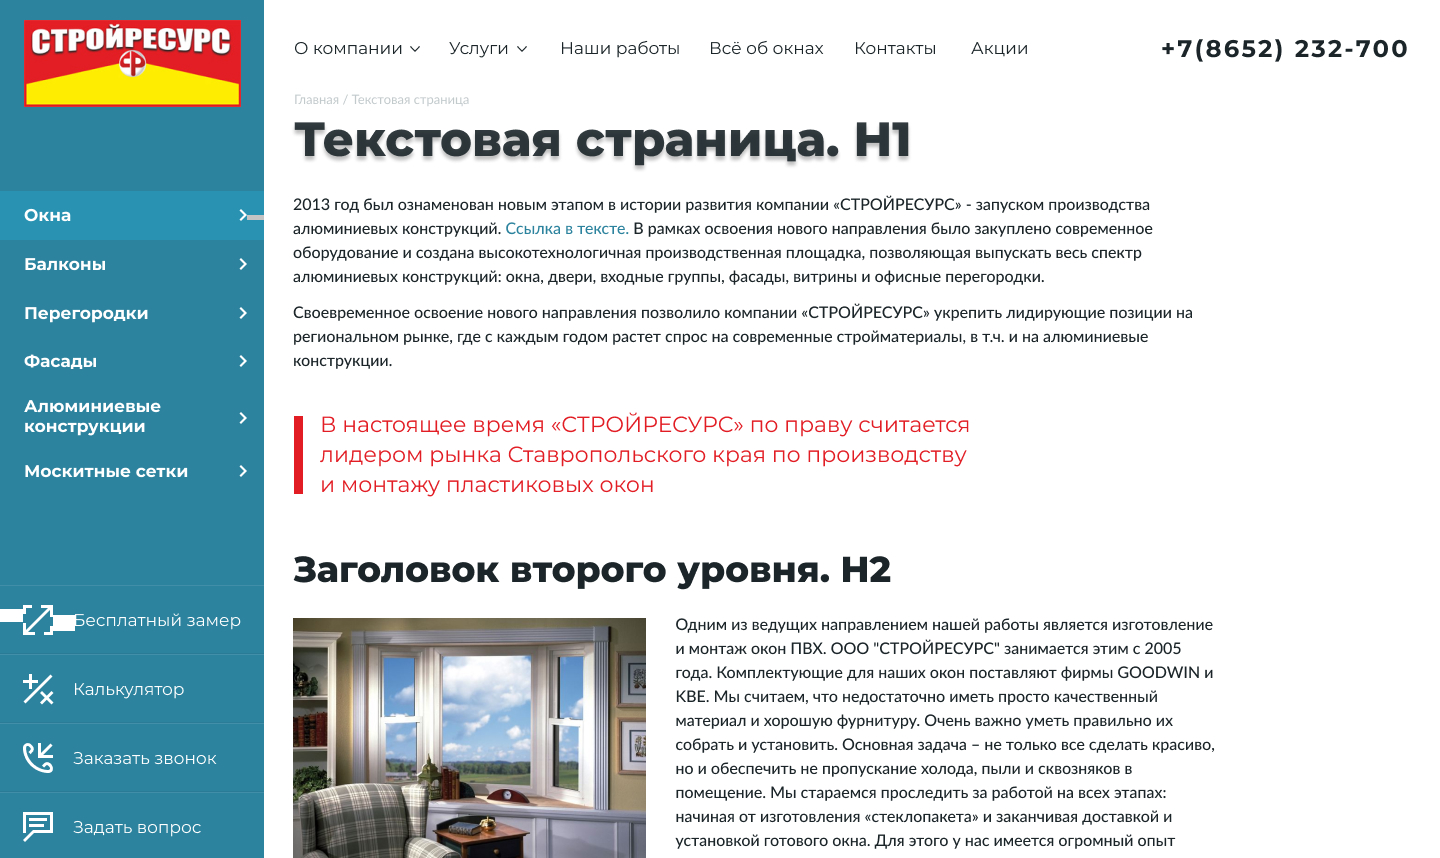 СТРОЙРЕСУРС
СР
О компании
Услуги
Наши работы
Всё об окнах
Контакты
Акции
+7(8652) 232-700
Главная / Текстовая страница
Текстовая страница. H1
2013 год был ознаменован новым этапом в истории развития компании «СТРОЙРЕСУРС» - запуском производства
алюминиевых конструкций. Ссылка в тексте. В рамках освоения нового направления было закуплено современное
оборудование и создана высокотехнологичная производственная площадка, позволяющая выпускать весь спектр
алюминиевых конструкций: окна, двери, входные группы, фасады, витрины и офисные перегородки.
Своевременное освоение нового направления позволило компании «СТРОЙРЕСУРС» укрепить лидирующие позиции на
региональном рынке, где с каждым годом растет спрос на современные стройматериалы, в т.ч. и на алюминиевые
конструкции.
В настоящее время «СТРОЙРЕСУРС» по праву считается
лидером рынка Ставропольского края по производству
и монтажу пластиковых окон
Заголовок второго уровня. H2
Одним из ведущих направлением нашей работы является изготовление
и монтаж окон ПВХ. ООО "СТРОЙРЕСУРС" занимается этим с 2005
года. Комплектующие для наших окон поставляют фирмы GOODWIN и
KBE. Мы считаем, что недостаточно иметь просто качественный
материал и хорошую фурнитуру. Очень важно уметь правильно их
собрать и установить. Основная задача – не только все сделать красиво,
но и обеспечить не пропускание холода, пыли и сквозняков в
помещение. Мы стараемся проследить за работой на всех этапах:
начиная от изготовления «стеклопакета» и заканчивая доставкой и
установкой готового окна. Для этого у нас имеется огромный опыт
Окна
Балконы
Перегородки
Фасады
Алюминиевые
конструкции
Москитные сетки
Бесплатный замер
Калькулятор
Заказать звонок
Задать вопрос